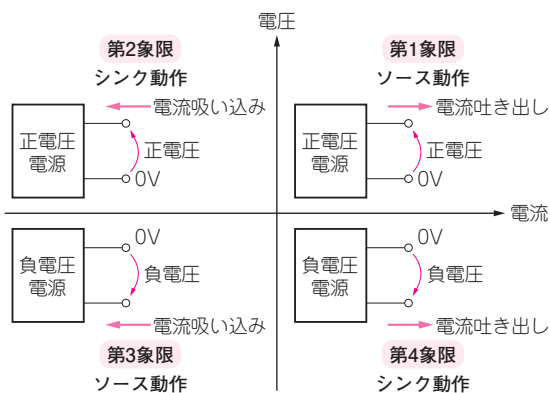 電圧
第2象限
シンク動作
電流吸い込み
正電圧
電源
正電圧
0V
第1象限
ソース動作
電流吐き出し
正電圧
電源
正電圧
0V
電流
負電圧
電源
0V
負電圧
電流吸い込み
第3象限
ソース動作
負電圧
電源
0V
負電圧
電流吐き出し
第4象限
シンク動作